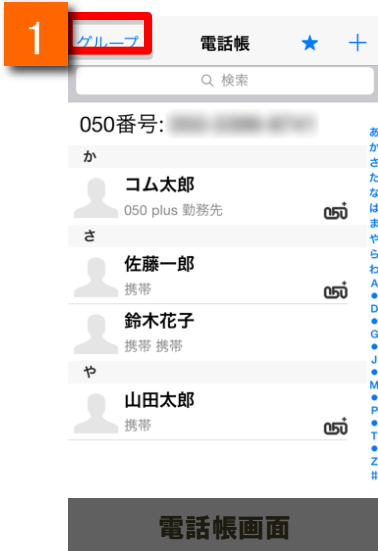 1
グループ 電話帳 ★ +
検索
050番号:
か
コム太郎
050 plus 勤務先 050+
さ
佐藤一郎
携帯 050+
鈴木花子
携帯 携帯
や
山田太郎
携帯 050+
あ
か
さ
た
な
は
ま
や
ら
わ
A
●
D
●
G
●
J
●
M
●
P
●
T
●
Z
#
電話帳画面